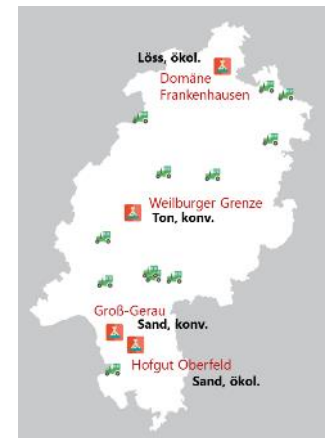 Löss, ökol.
Domäne
Frankenhausen
Weilburger Grenze
Ton, konv.
Groß-Gerau
Sand, konv.
Hofgut Oberfeld
Sand, ökol.